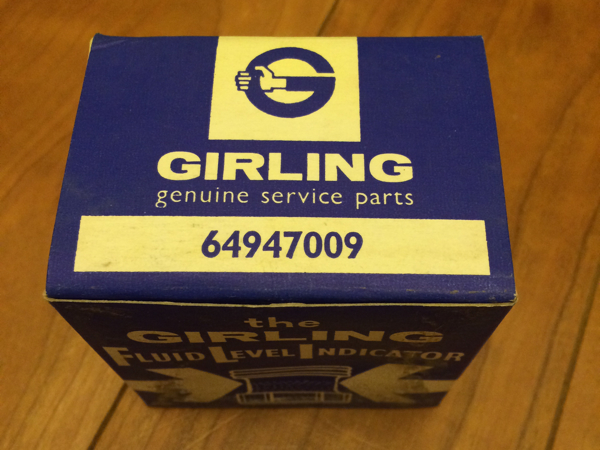 GIRLING
genuine service parts
64947009
the
GIRLING
FLUID LEVEL INDICATOR